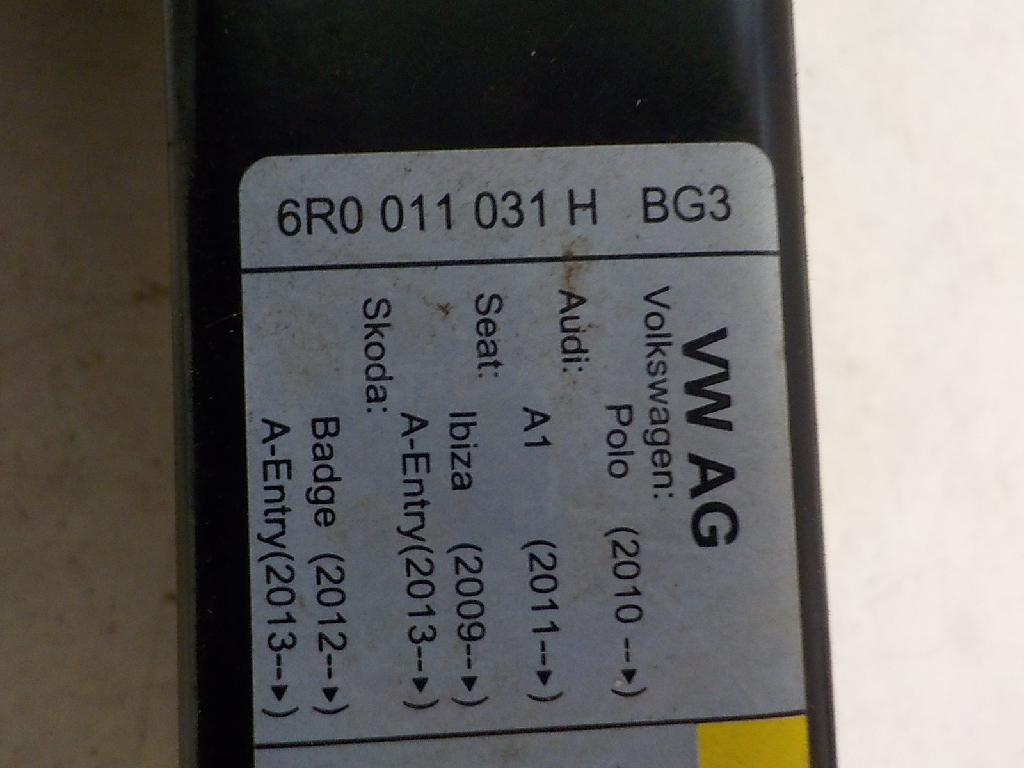 6R0 011 031 H BG3
VW AG
Volkswagen:
Polo (2010 --►)
Audi:
A1 (2011--►)
Seat:
Ibiza (2009--►)
A-Entry(2013--►)
Skoda:
Badge (2012--►)
A-Entry(2013--►)